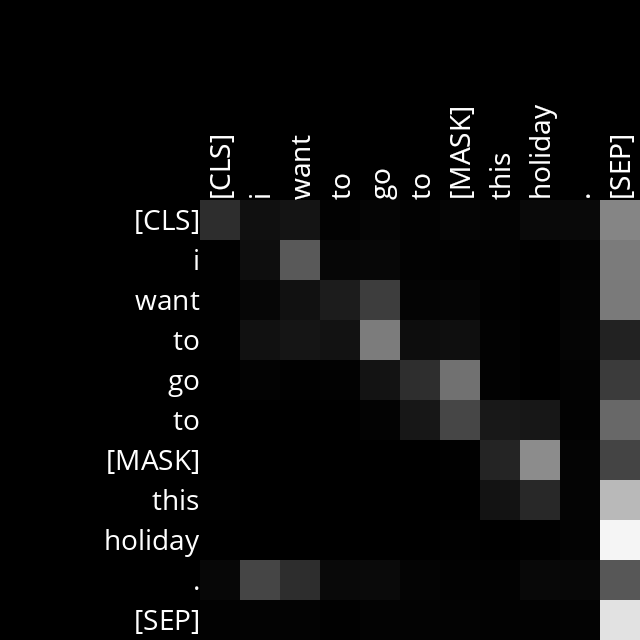 [CLS] i want to go to [MASK] this holiday . [SEP]
[CLS]
i
want
to
go
to
[MASK]
this
holiday
.
[SEP]